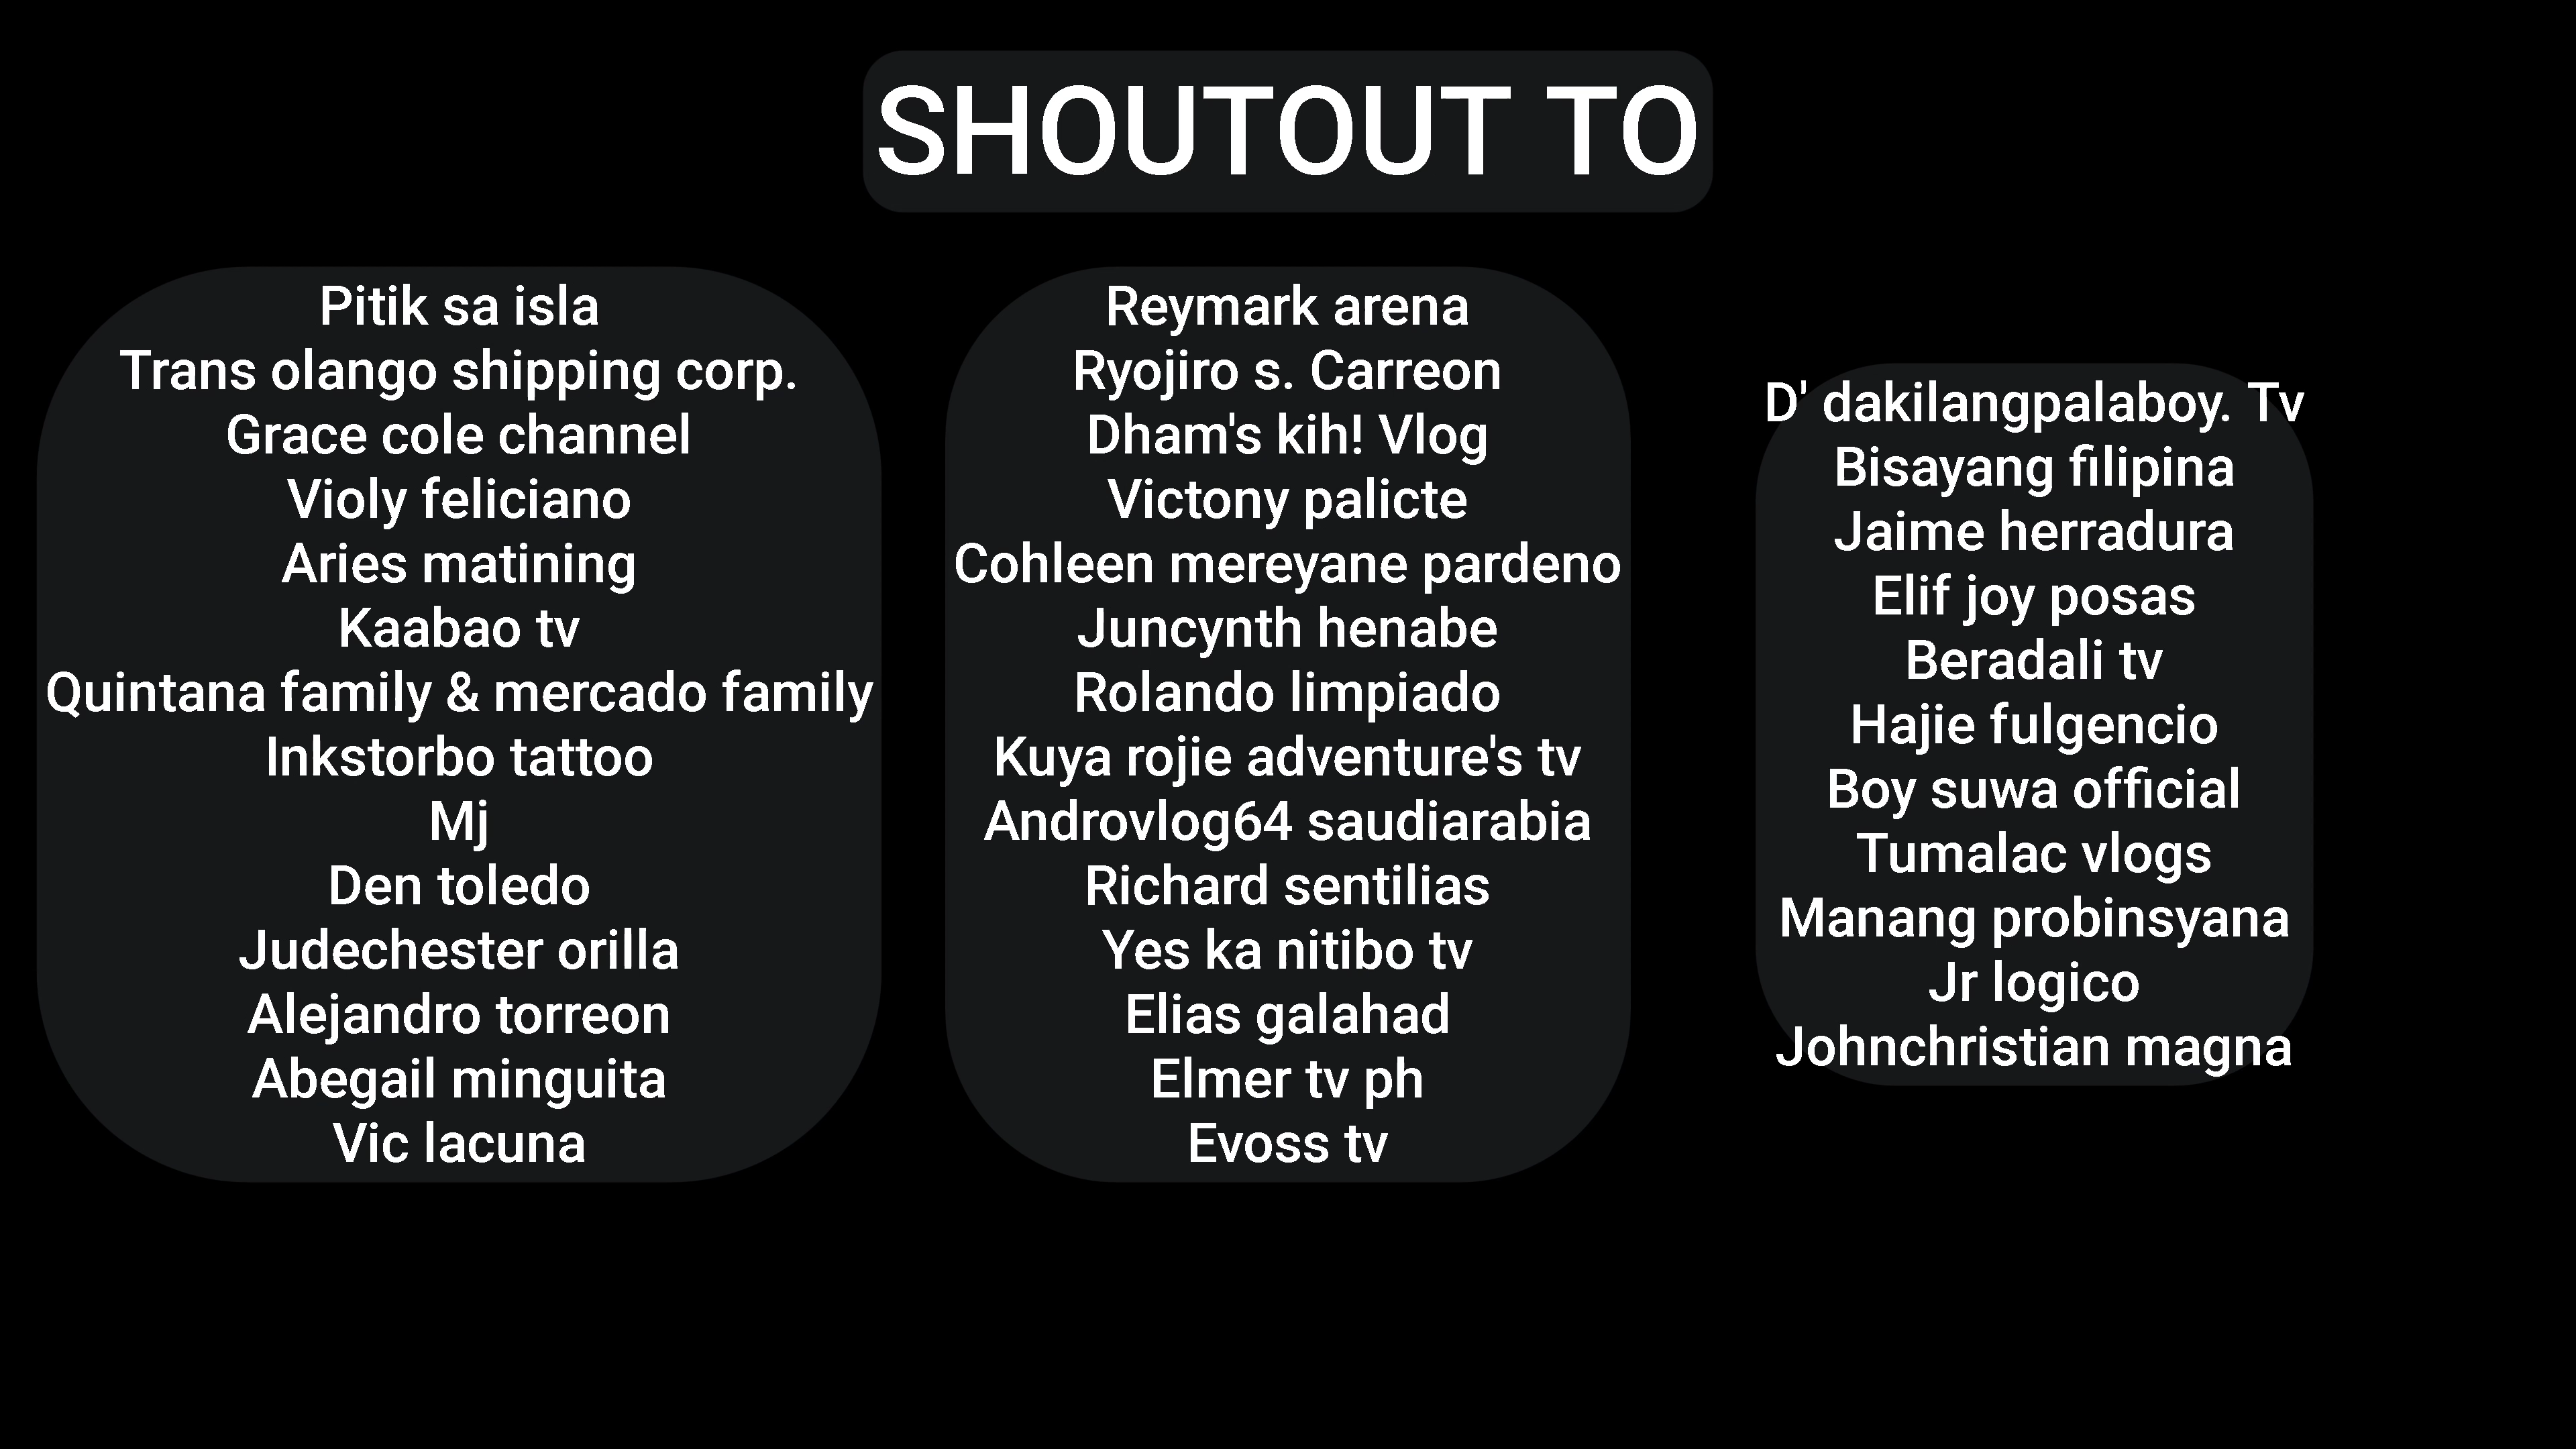 SHOUTOUT TO
Pitik sa isla
Trans olango shipping corp.
Grace cole channel
Violy feliciano
Aries matining
Kaabao tv
Quintana family & mercado family
Inkstorbo tattoo
Mj
Den toledo
Judechester orilla
Alejandro torreon
Abegail minguita
Vic lacuna
Reymark arena
Ryojiro s. Carreon
Dham's kih! Vlog
Victony palicte
Cohleen mereyane pardeno
Juncynth henabe
Rolando limpiado
Kuya rojie adventure's tv
Androvlog64 saudiarabia
Richard sentilias
Yes ka nitibo tv
Elias galahad
Elmer tv ph
Evoss tv
D' dakilangpalaboy. Tv
Bisayang filipina
Jaime herradura
Elif joy posas
Beradali tv
Hajie fulgencio
Boy suwa official
Tumalac vlogs
Manang probinsyana
Jr logico
Johnchristian magna